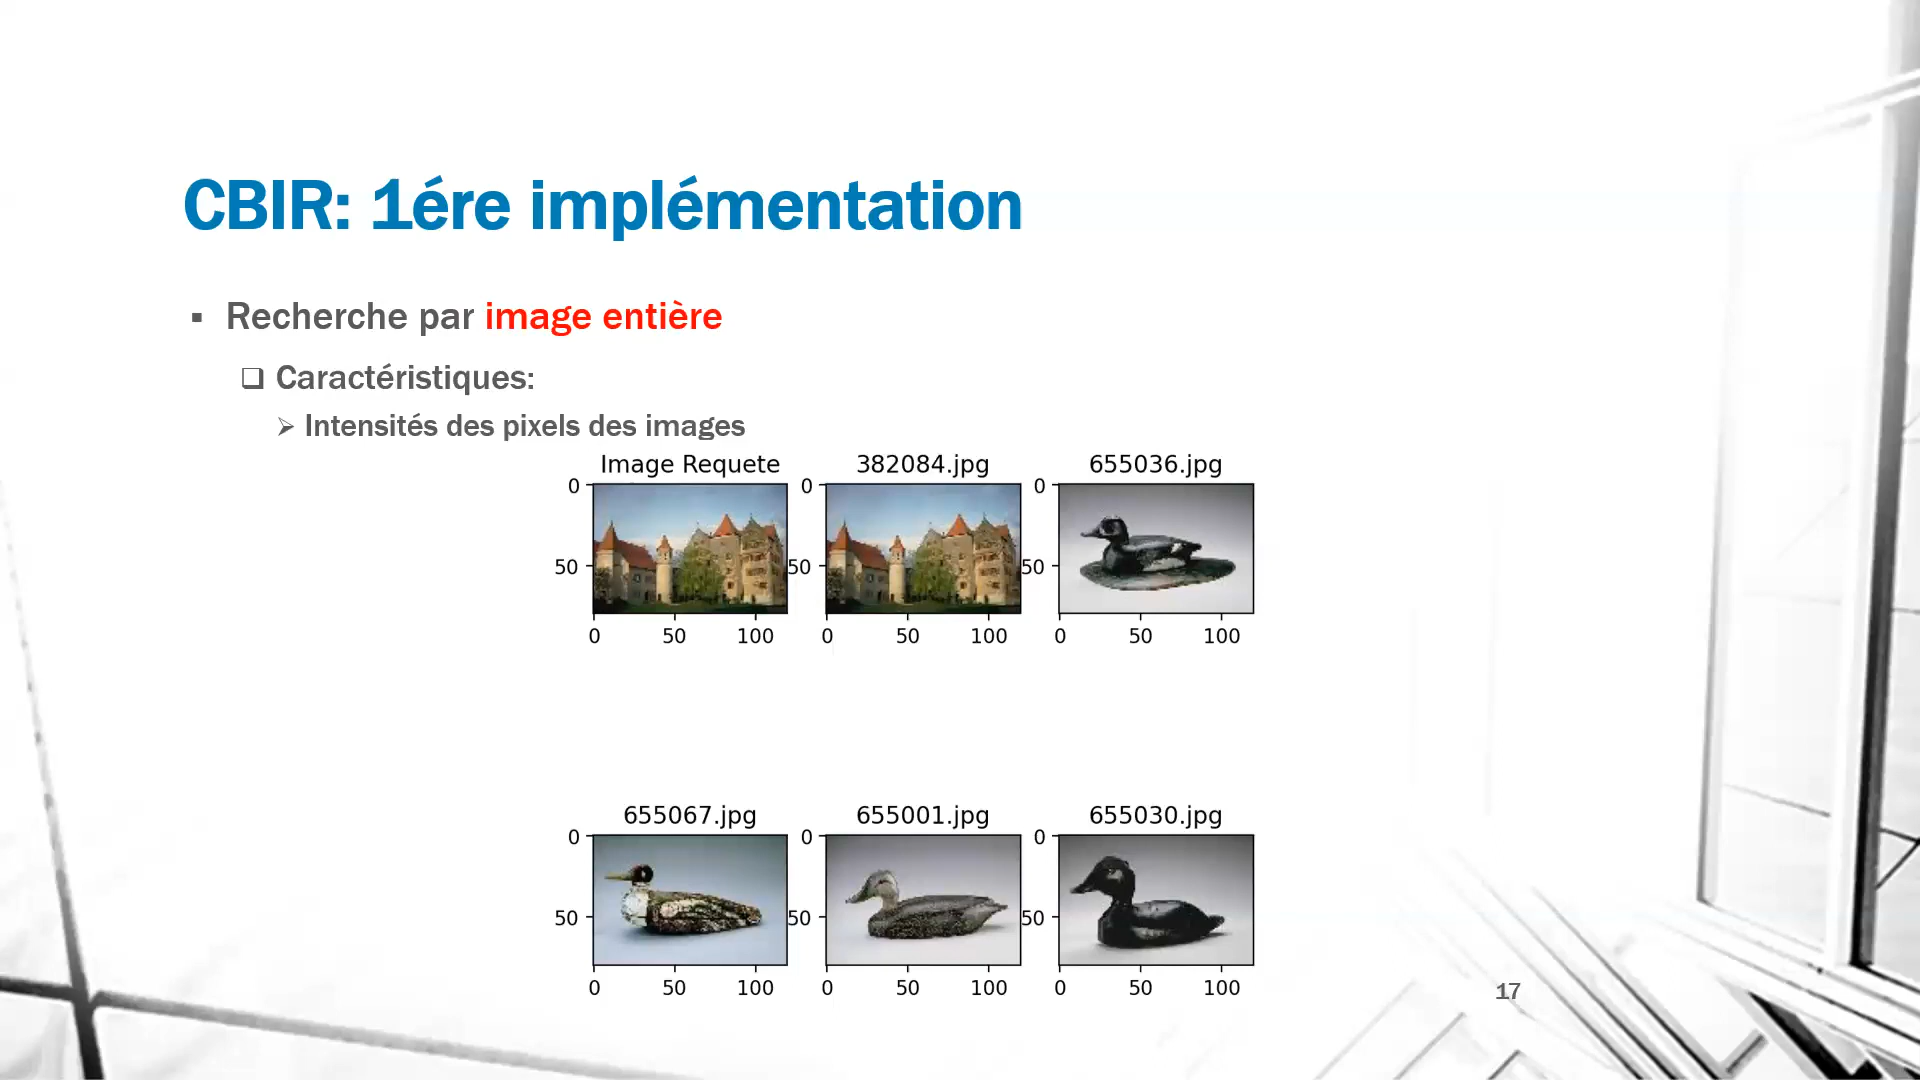 CBIR: 1ére implémentation
▪ Recherche par image entière
❑ Caractéristiques:
➢ Intensités des pixels des images
Image Requete 382084.jpg 655036.jpg
0 0 0
50 50 50
0 50 100 0 50 100 0 50 100
655067.jpg 655001.jpg 655030.jpg
0 0 0
50 50 50
0 50 100 0 50 100 0 50 100
17